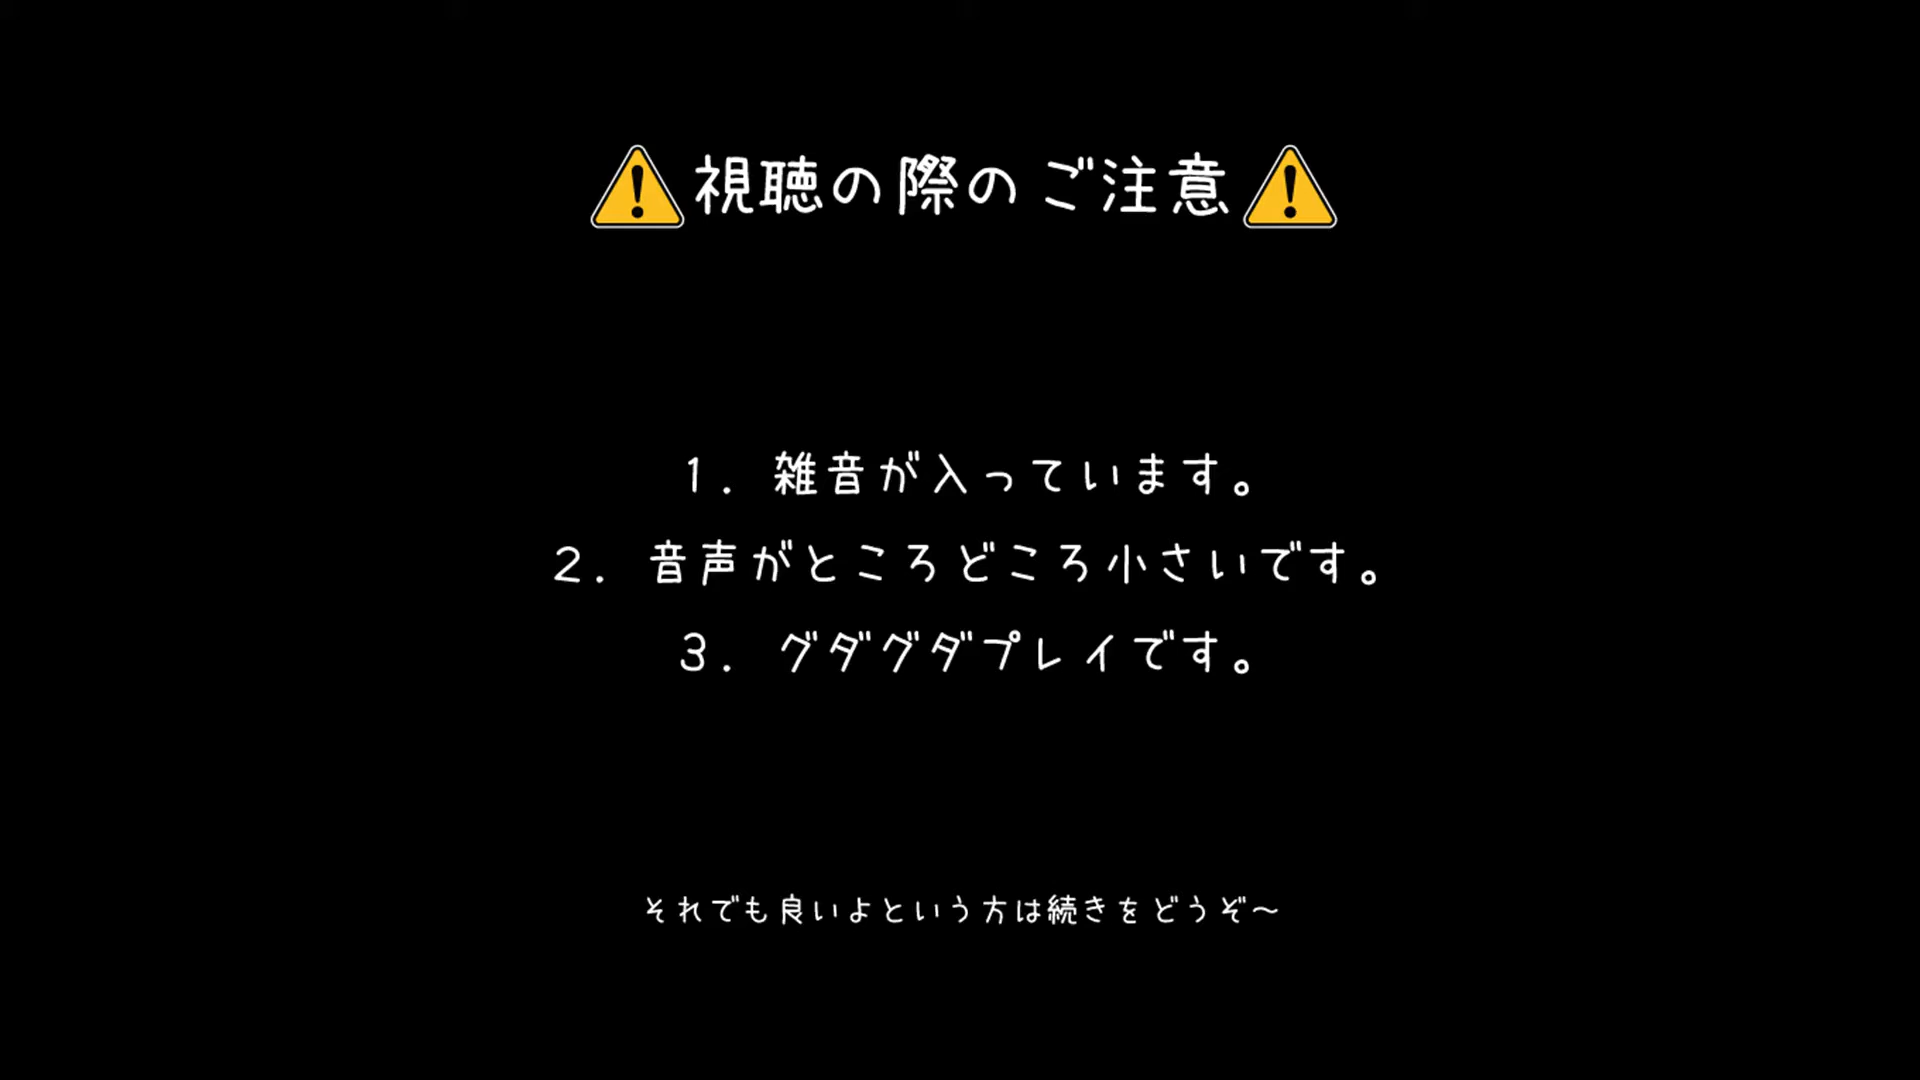 ⚠視聴の際のご注意⚠
1. 雑音が入っています。
2. 音声がところどころ小さいです。
3. グダグダプレイです。
それでも良いよという方は続きをどうぞ～